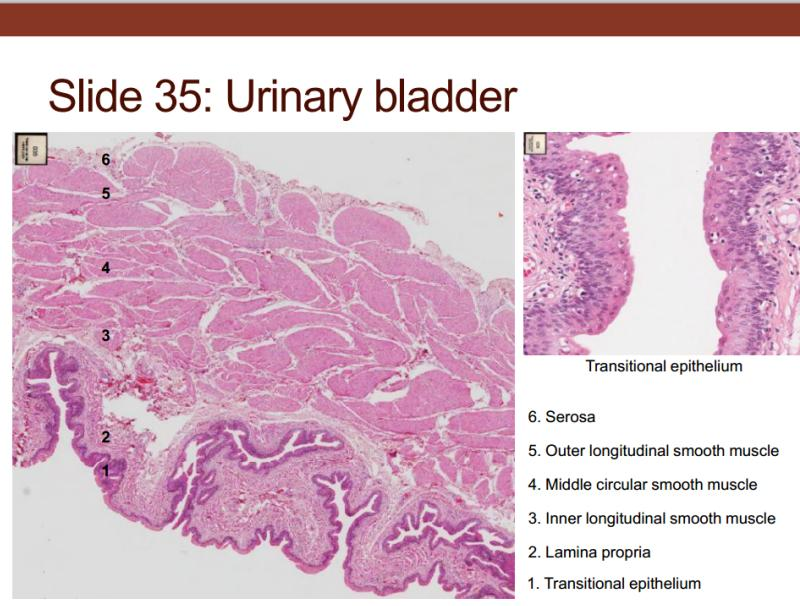 Slide 35: Urinary bladder
6
5
4
3
2
1
Transitional epithelium
6. Serosa
5. Outer longitudinal smooth muscle
4. Middle circular smooth muscle
3. Inner longitudinal smooth muscle
2. Lamina propria
1. Transitional epithelium